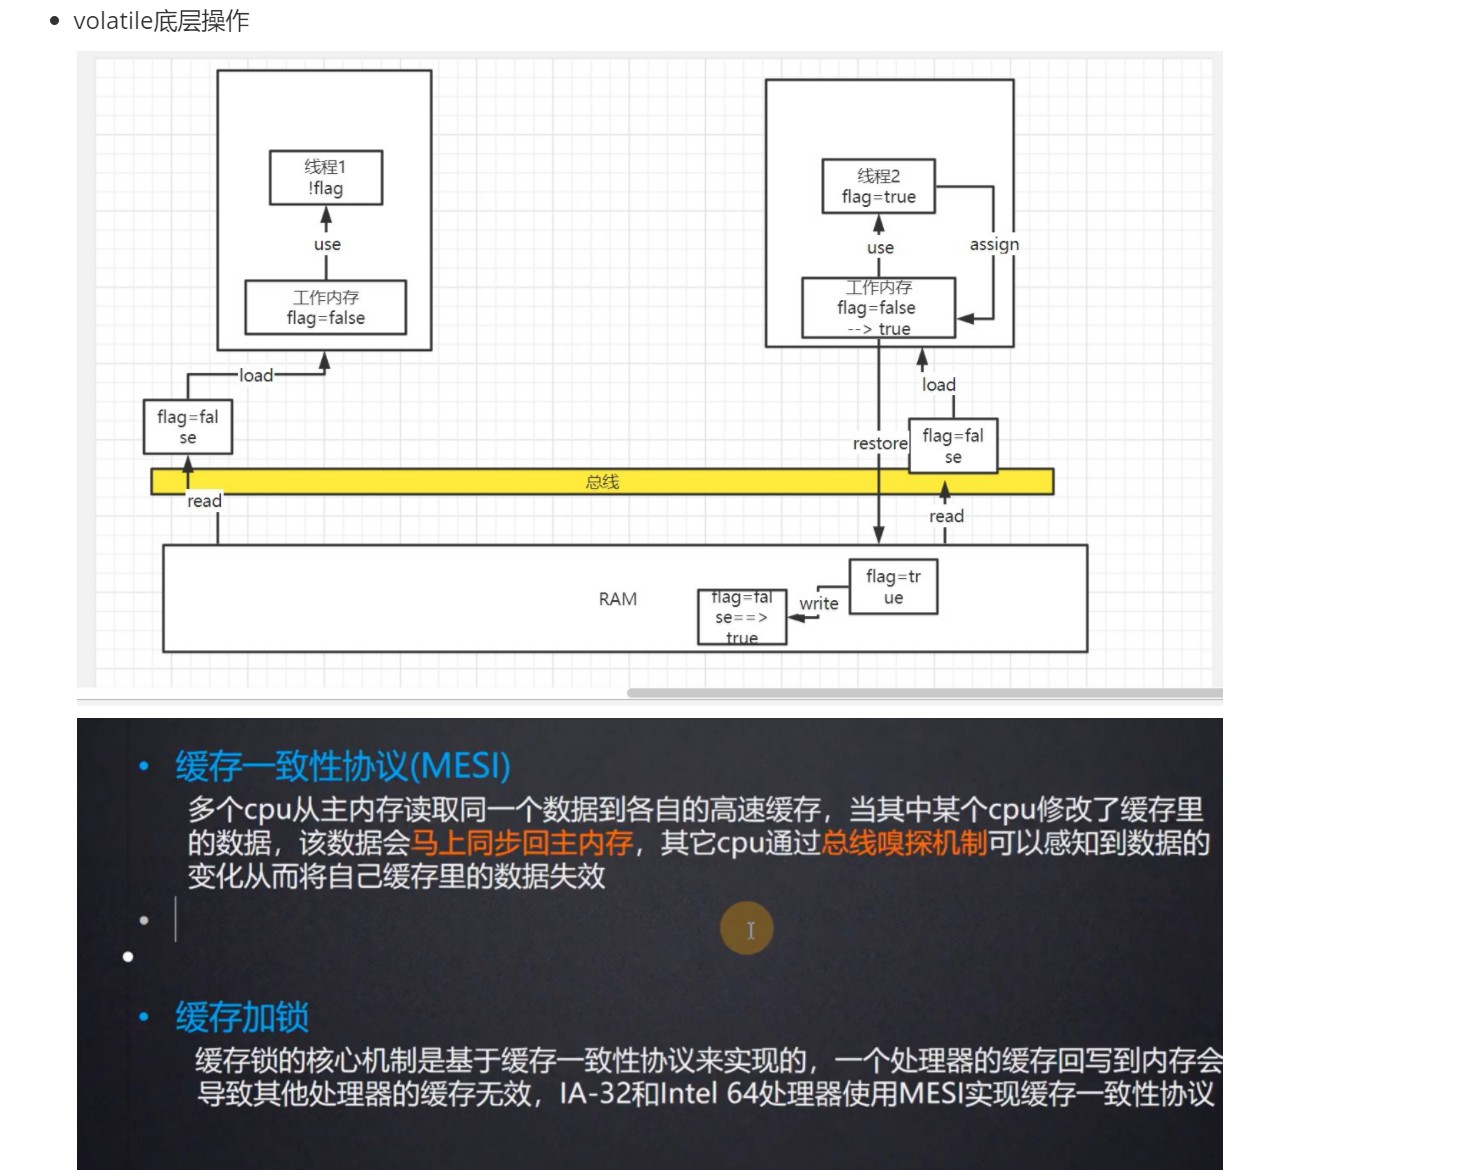 volatile底层操作
线程1
!flag
use
工作内存
flag=false
线程2
flag=true
use
assign
工作内存
flag=false
--> true
load
flag=fal
se
load
restore
flag=fal
se
总线
read
read
RAM
flag=tr
ue
write
flag=fal
se==>
true
缓存一致性协议(MESI)
多个cpu从主内存读取同一个数据到各自的高速缓存，当其中某个cpu修改了缓存里
的数据，该数据会马上同步回主内存，其它cpu通过总线嗅探机制可以感知到数据的
变化从而将自己缓存里的数据失效
缓存加锁
缓存锁的核心机制是基于缓存一致性协议来实现的，一个处理器的缓存回写到内存会
导致其他处理器的缓存无效，IA-32和Intel 64处理器使用MESI实现缓存一致性协议